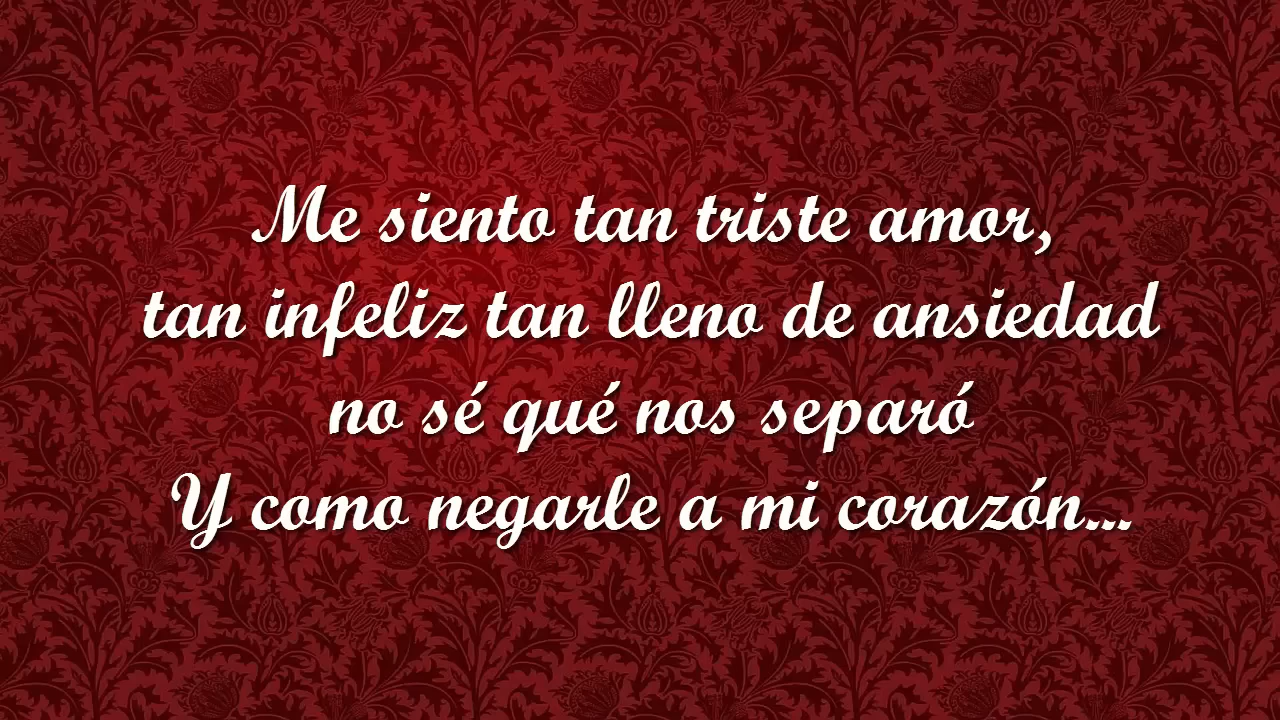 Me siento tan triste amor,
tan infeliz tan lleno de ansiedad
no sé qué nos separó
Y como negarle a mi corazón...